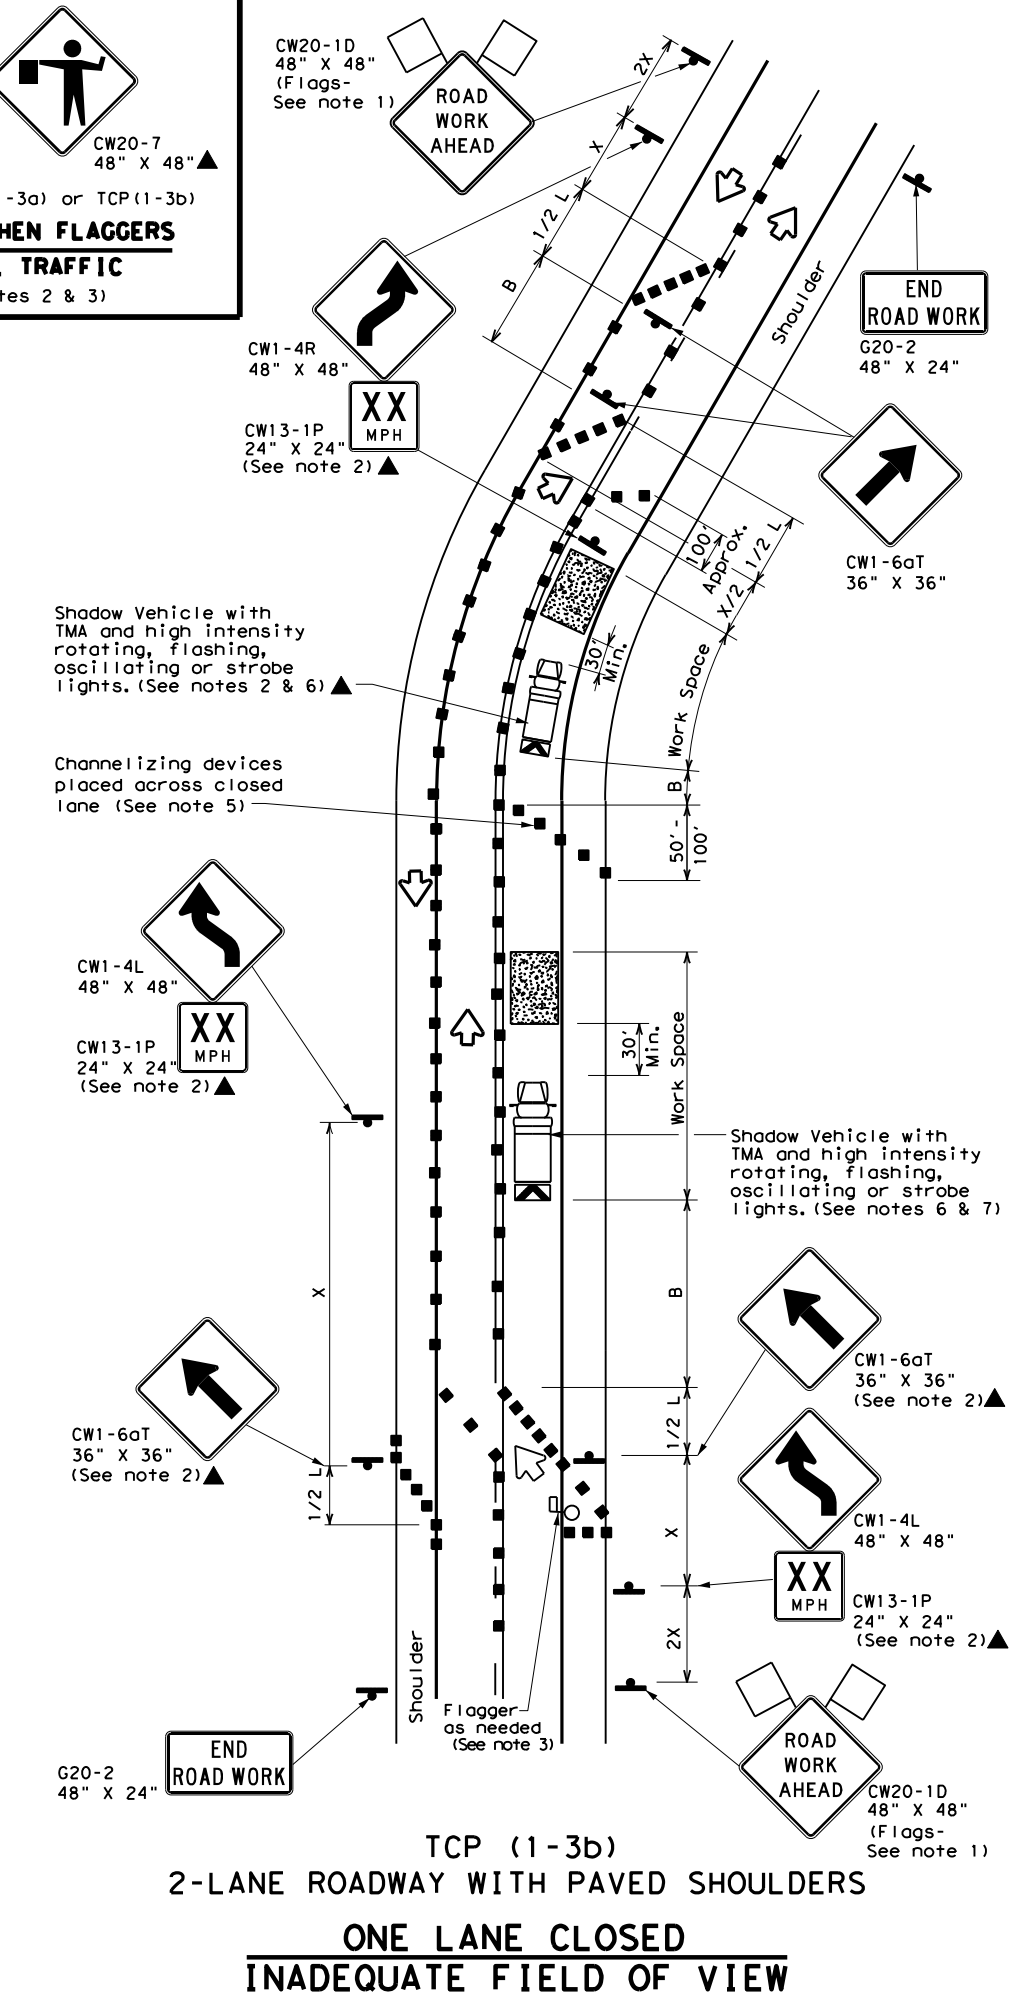 CW20-7
48" X 48"
-3a) or TCP(1-3b)
HEN FLAGGERS
TRAFFIC
tes 2 & 3)
CW20-1D
48" X 48"
(Flags-
See note 1)
ROAD
WORK
AHEAD
2X
X
1/2 L
B
Shoulder
END
ROAD WORK
G20-2
48" X 24"
CW1-4R
48" X 48"
XX
MPH
CW13-1P
24" X 24"
(See note 2)
CW1-6aT
36" X 36"
100'
Approx.
1/2 L
X/2
30'
Min.
Work Space
B
50'-
100'
Shadow Vehicle with
TMA and high intensity
rotating, flashing,
oscillating or strobe
lights. (See notes 2 & 6)
Channelizing devices
placed across closed
lane (See note 5)
CW1-4L
48" X 48"
XX
MPH
CW13-1P
24" X 24"
(See note 2)
30'
Min.
Work Space
Shadow Vehicle with
TMA and high intensity
rotating, flashing,
oscillating or strobe
lights. (See notes 6 & 7)
X
B
CW1-6aT
36" X 36"
(See note 2)
1/2 L
CW1-6aT
36" X 36"
(See note 2)
1/2 L
X
CW1-4L
48" X 48"
XX
MPH
CW13-1P
24" X 24"
(See note 2)
2X
Shoulder
Flagger
as needed
(See note 3)
END
ROAD WORK
G20-2
48" X 24"
ROAD
WORK
AHEAD
CW20-1D
48" X 48"
(Flags-
See note 1)
TCP (1-3b)
2-LANE ROADWAY WITH PAVED SHOULDERS
ONE LANE CLOSED
INADEQUATE FIELD OF VIEW